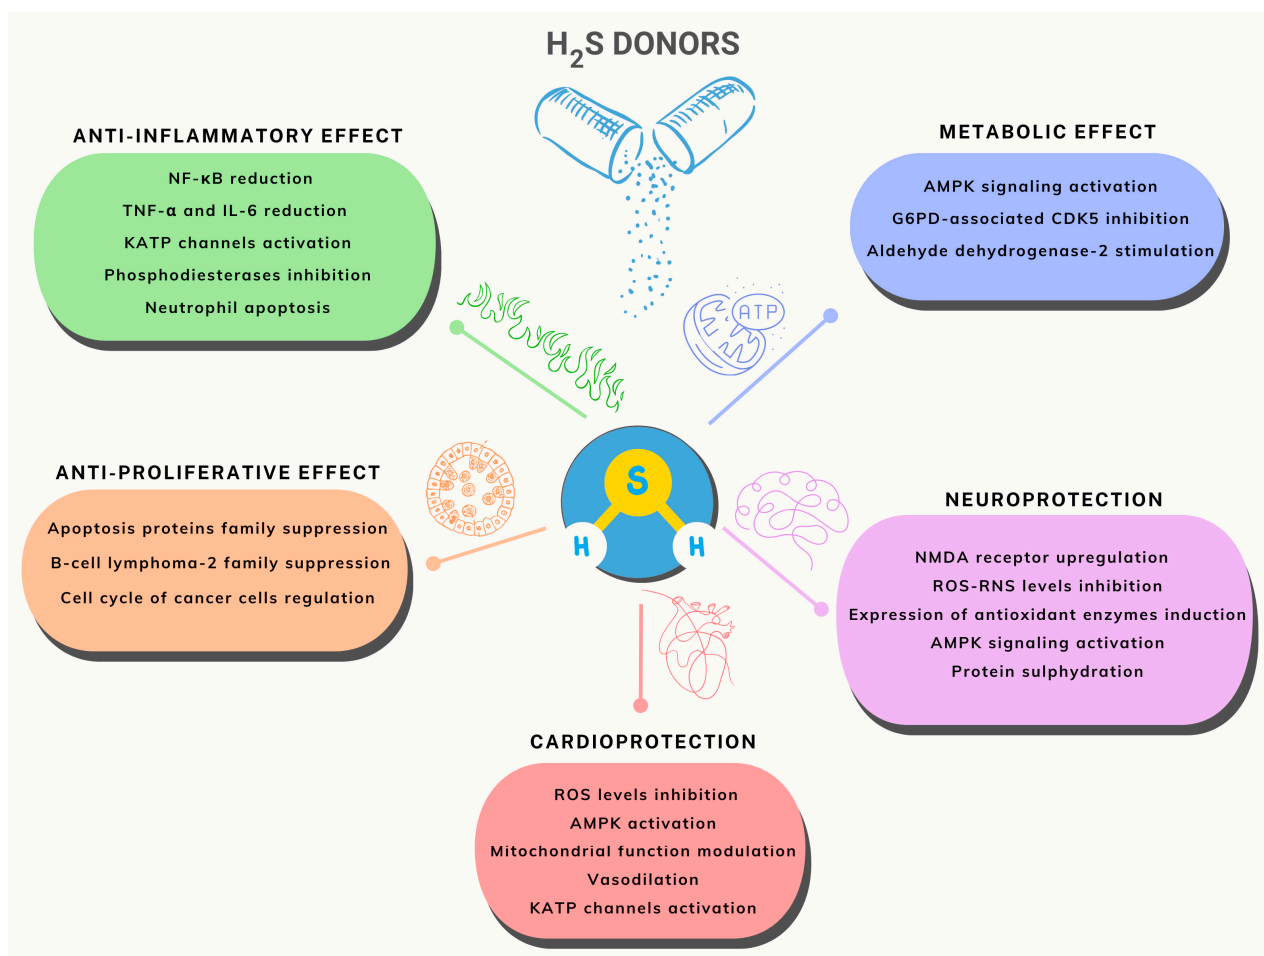 H₂S DONORS
ANTI-INFLAMMATORY EFFECT
NF-κB reduction
TNF-α and IL-6 reduction
KATP channels activation
Phosphodiesterases inhibition
Neutrophil apoptosis
METABOLIC EFFECT
AMPK signaling activation
G6PD-associated CDK5 inhibition
Aldehyde dehydrogenase-2 stimulation
ATP
ANTI-PROLIFERATIVE EFFECT
Apoptosis proteins family suppression
B-cell lymphoma-2 family suppression
Cell cycle of cancer cells regulation
S
H
H
NEUROPROTECTION
NMDA receptor upregulation
ROS-RNS levels inhibition
Expression of antioxidant enzymes induction
AMPK signaling activation
Protein sulphydration
CARDIOPROTECTION
ROS levels inhibition
AMPK activation
Mitochondrial function modulation
Vasodilation
KATP channels activation